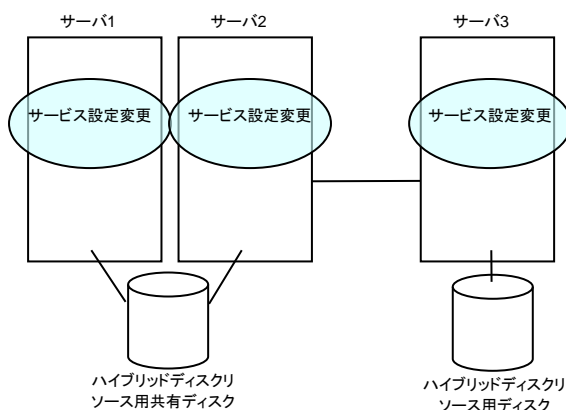 サーバ1
サーバ2
サーバ3
サービス設定変更
サービス設定変更
サービス設定変更
ハイブリッドディスクリ
ソース用共有ディスク
ハイブリッドディスクリ
ソース用ディスク